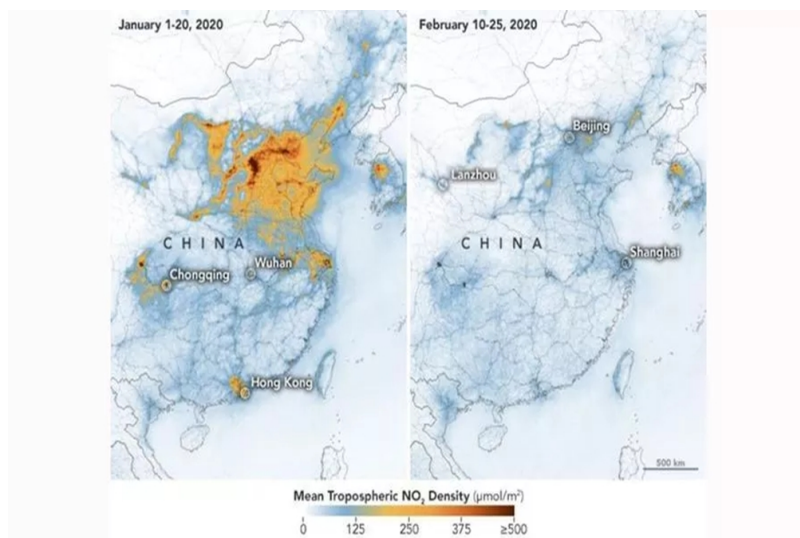 January 1-20, 2020
February 10-25, 2020
Beijing
Lanzhou
CHINA
CHINA
Shanghai
Wuhan
Chongqing
Hong Kong
500 km
Mean Tropospheric NO₂ Density (μmol/m²)
0 125 250 375 ≥500